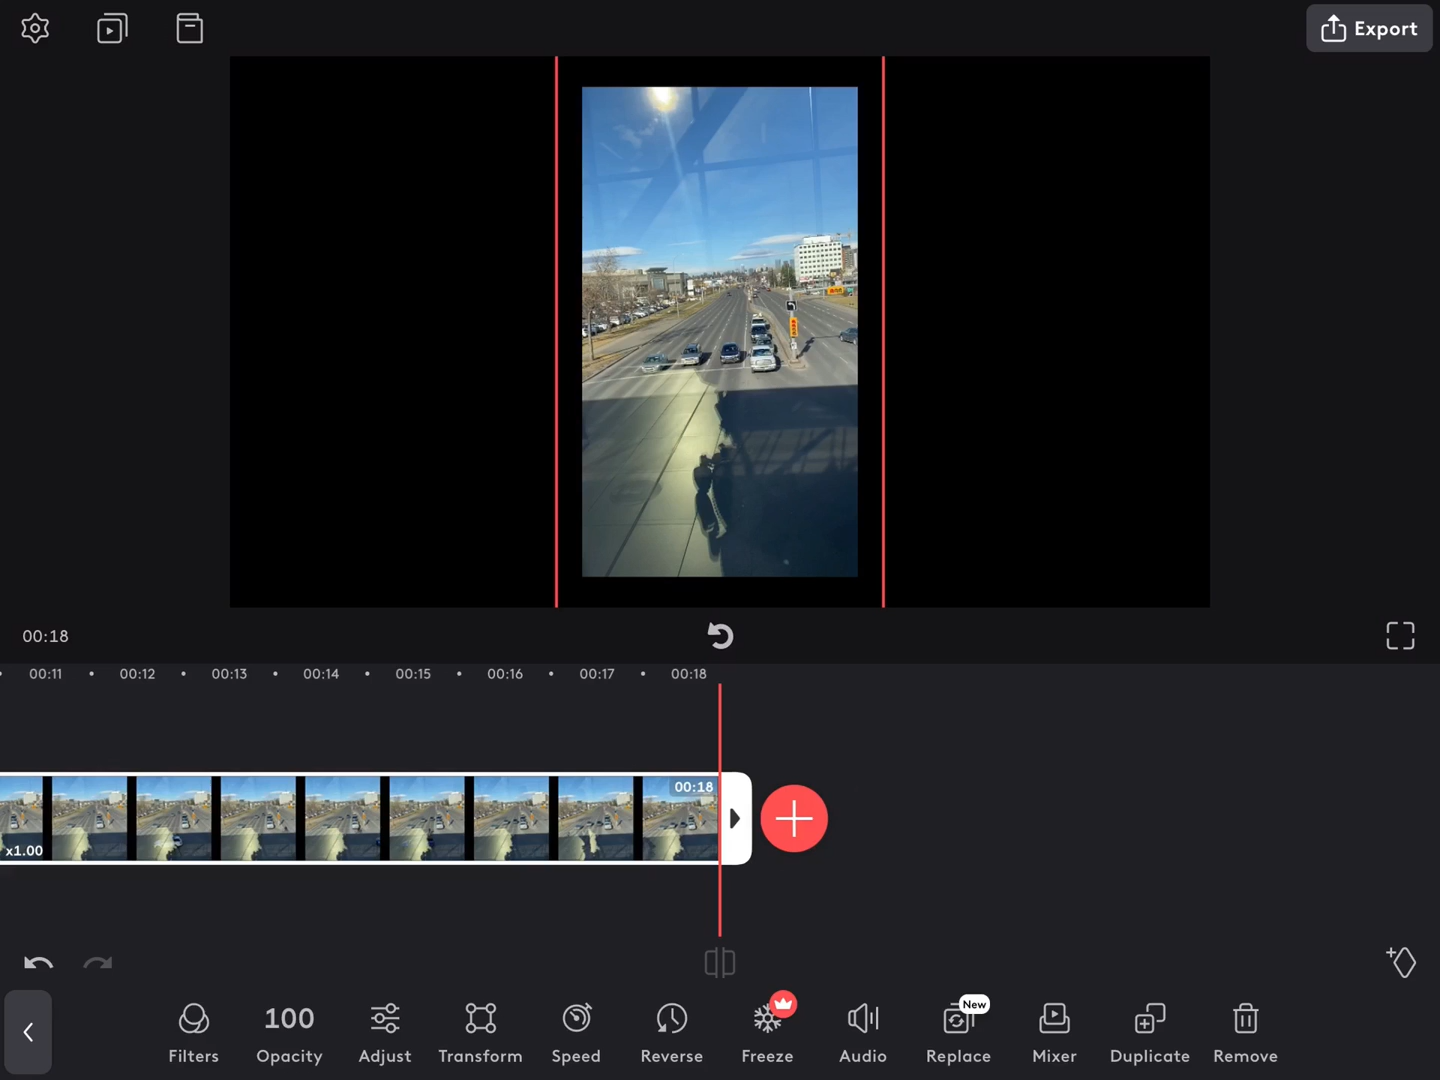 Export
00:18
00:11 00:12 00:13 00:14 00:15 00:16 00:17 00:18
00:18
x1.00
New
100
Filters Opacity Adjust Transform Speed Reverse Freeze Audio Replace Mixer Duplicate Remove